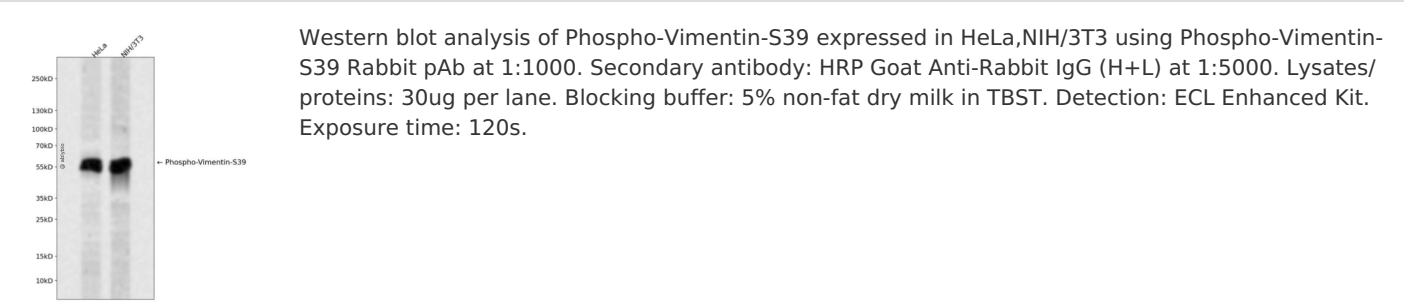 HeLa
NIH/3T3
250kD
130kD
100kD
70kD
55kD
35kD
25kD
15kD
10kD
@ abybio
← Phospho-Vimentin-S39
Western blot analysis of Phospho-Vimentin-S39 expressed in HeLa,NIH/3T3 using Phospho-Vimentin-
S39 Rabbit pAb at 1:1000. Secondary antibody: HRP Goat Anti-Rabbit IgG (H+L) at 1:5000. Lysates/
proteins: 30ug per lane. Blocking buffer: 5% non-fat dry milk in TBST. Detection: ECL Enhanced Kit.
Exposure time: 120s.